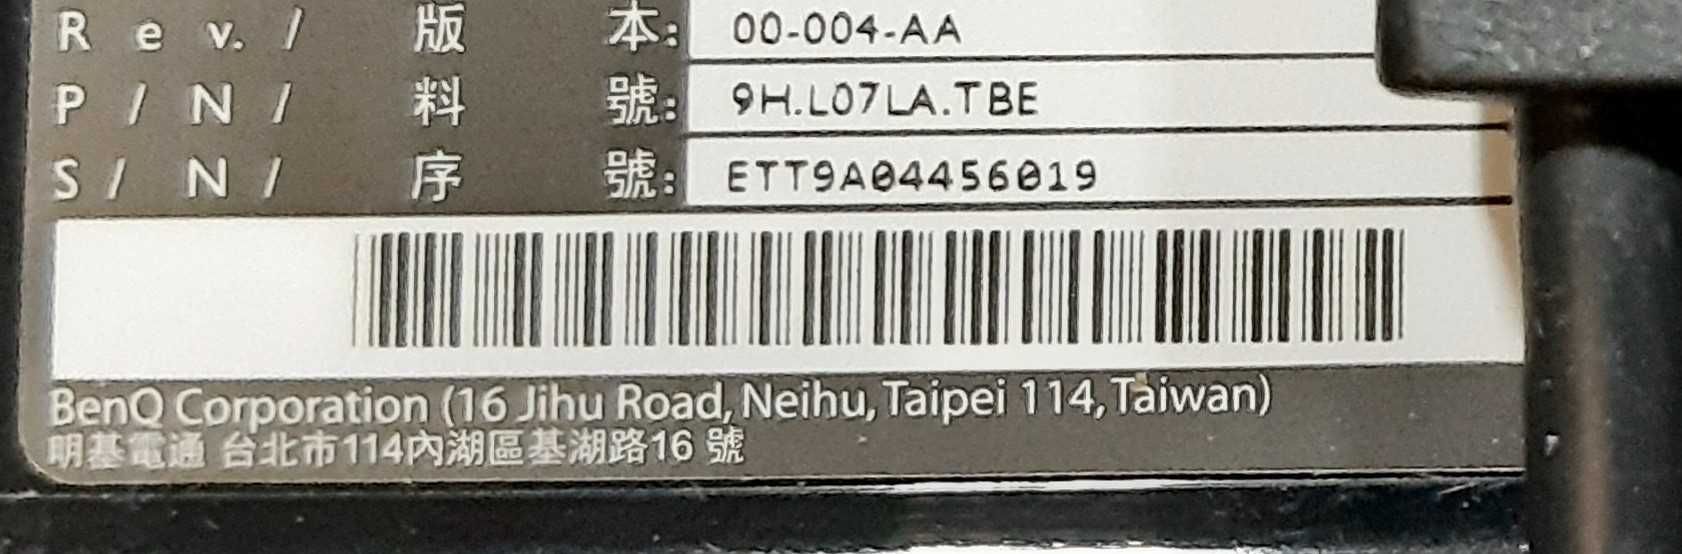 Rev./版本: 00-004-AA
P/N/料號: 9H.L07LA.TBE
S/N/序號: ETT9A04456019
BenQ Corporation (16 Jihu Road, Neihu, Taipei 114, Taiwan)
明基電通 台北市114內湖區基湖路16 號